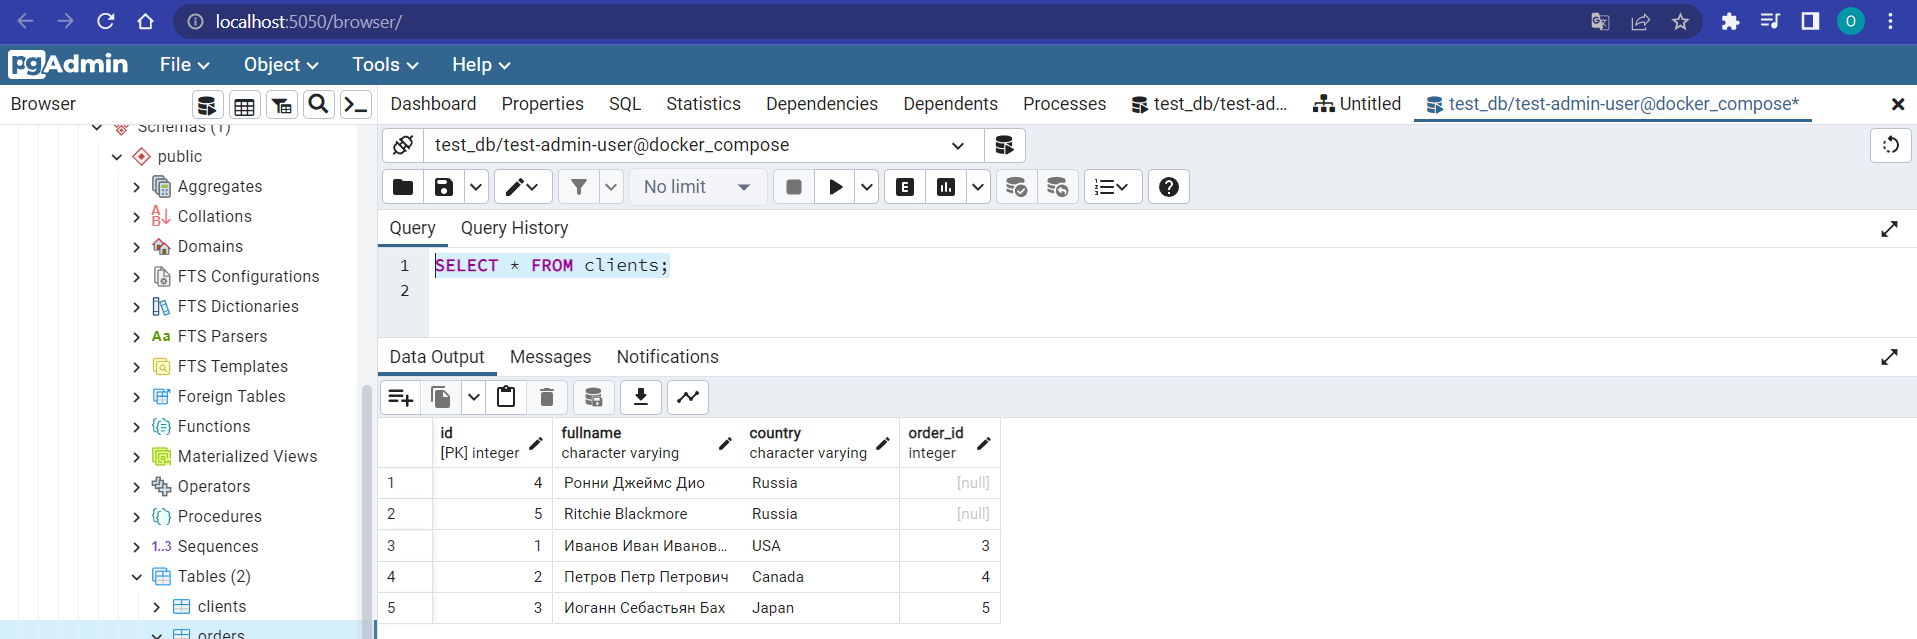 localhost:5050/browser/
O
pgAdmin File Object Tools Help
Browser
Dashboard Properties SQL Statistics Dependencies Dependents Processes test_db/test-ad... Untitled test_db/test-admin-user@docker_compose*
Schemas (1)
public
Aggregates
Collations
Domains
FTS Configurations
FTS Dictionaries
Aa FTS Parsers
FTS Templates
Foreign Tables
Functions
Materialized Views
Operators
Procedures
1..3 Sequences
Tables (2)
clients
orders
test_db/test-admin-user@docker_compose
No limit
E
Query Query History
1 SELECT * FROM clients;
2
Data Output Messages Notifications
id fullname country order_id
[PK] integer character varying character varying integer
1 4 Ронни Джеймс Дио Russia [null]
2 5 Ritchie Blackmore Russia [null]
3 1 Иванов Иван Иванов... USA 3
4 2 Петров Петр Петрович Canada 4
5 3 Иоганн Себастьян Бах Japan 5